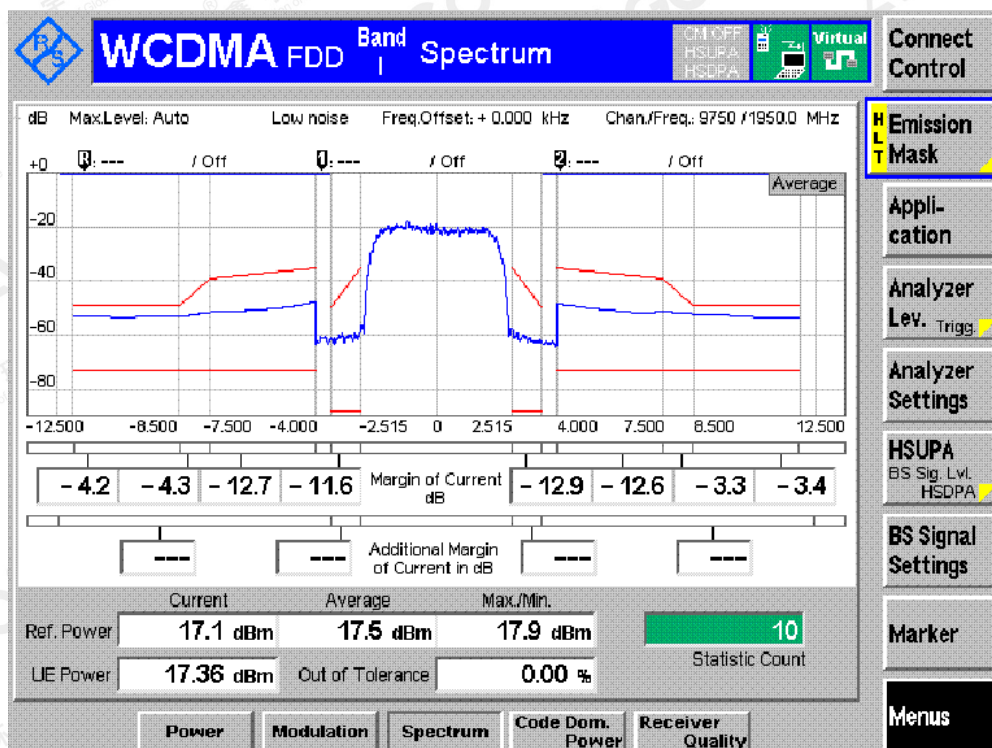 R S WCDMA FDD Band I Spectrum
CMI OFF
HSUPA
HSDPA
Virtual
Connect Control
dB Max.Level: Auto Low noise Freq.Offset: + 0.000 kHz Chan./Freq.: 9750 / 1950.0 MHz
HLT Emission Mask
+0 R: --- / Off 1: --- / Off 2: --- / Off
Average
-20
-40
-60
-80
-12.500 -8.500 -7.500 -4.000 -2.515 0 2.515 4.000 7.500 8.500 12.500
Appli-
cation
Analyzer
Lev. Trigg.
Analyzer
Settings
- 4.2 - 4.3 - 12.7 - 11.6 Margin of Current dB - 12.9 - 12.6 - 3.3 - 3.4
HSUPA
BS Sig. Lvl.
HSDPA
--- --- Additional Margin of Current in dB --- ---
BS Signal
Settings
Current Average Max./Min.
Ref. Power 17.1 dBm 17.5 dBm 17.9 dBm 10
Statistic Count
UE Power 17.36 dBm Out of Tolerance 0.00 %
Marker
Power Modulation Spectrum Code Dom. Power Receiver Quality
Menus